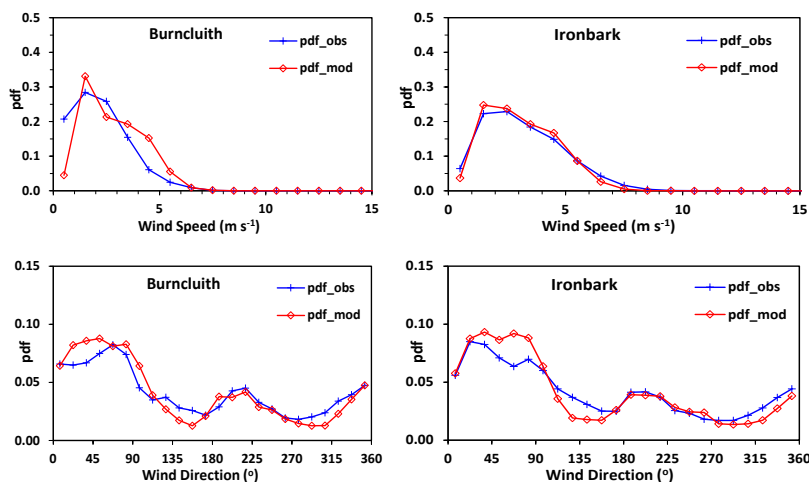 Burncluith
pdf_obs
pdf_mod
pdf
0.5
0.4
0.3
0.2
0.1
0.0
0
5
10
15
Wind Speed (m s⁻¹)
Ironbark
pdf_obs
pdf_mod
pdf
0.5
0.4
0.3
0.2
0.1
0.0
0
5
10
15
Wind Speed (m s⁻¹)
Burncluith
pdf_obs
pdf_mod
pdf
0.15
0.10
0.05
0.00
0
45
90
135
180
225
270
315
360
Wind Direction (°)
Ironbark
pdf_obs
pdf_mod
pdf
0.15
0.10
0.05
0.00
0
45
90
135
180
225
270
315
360
Wind Direction (°)